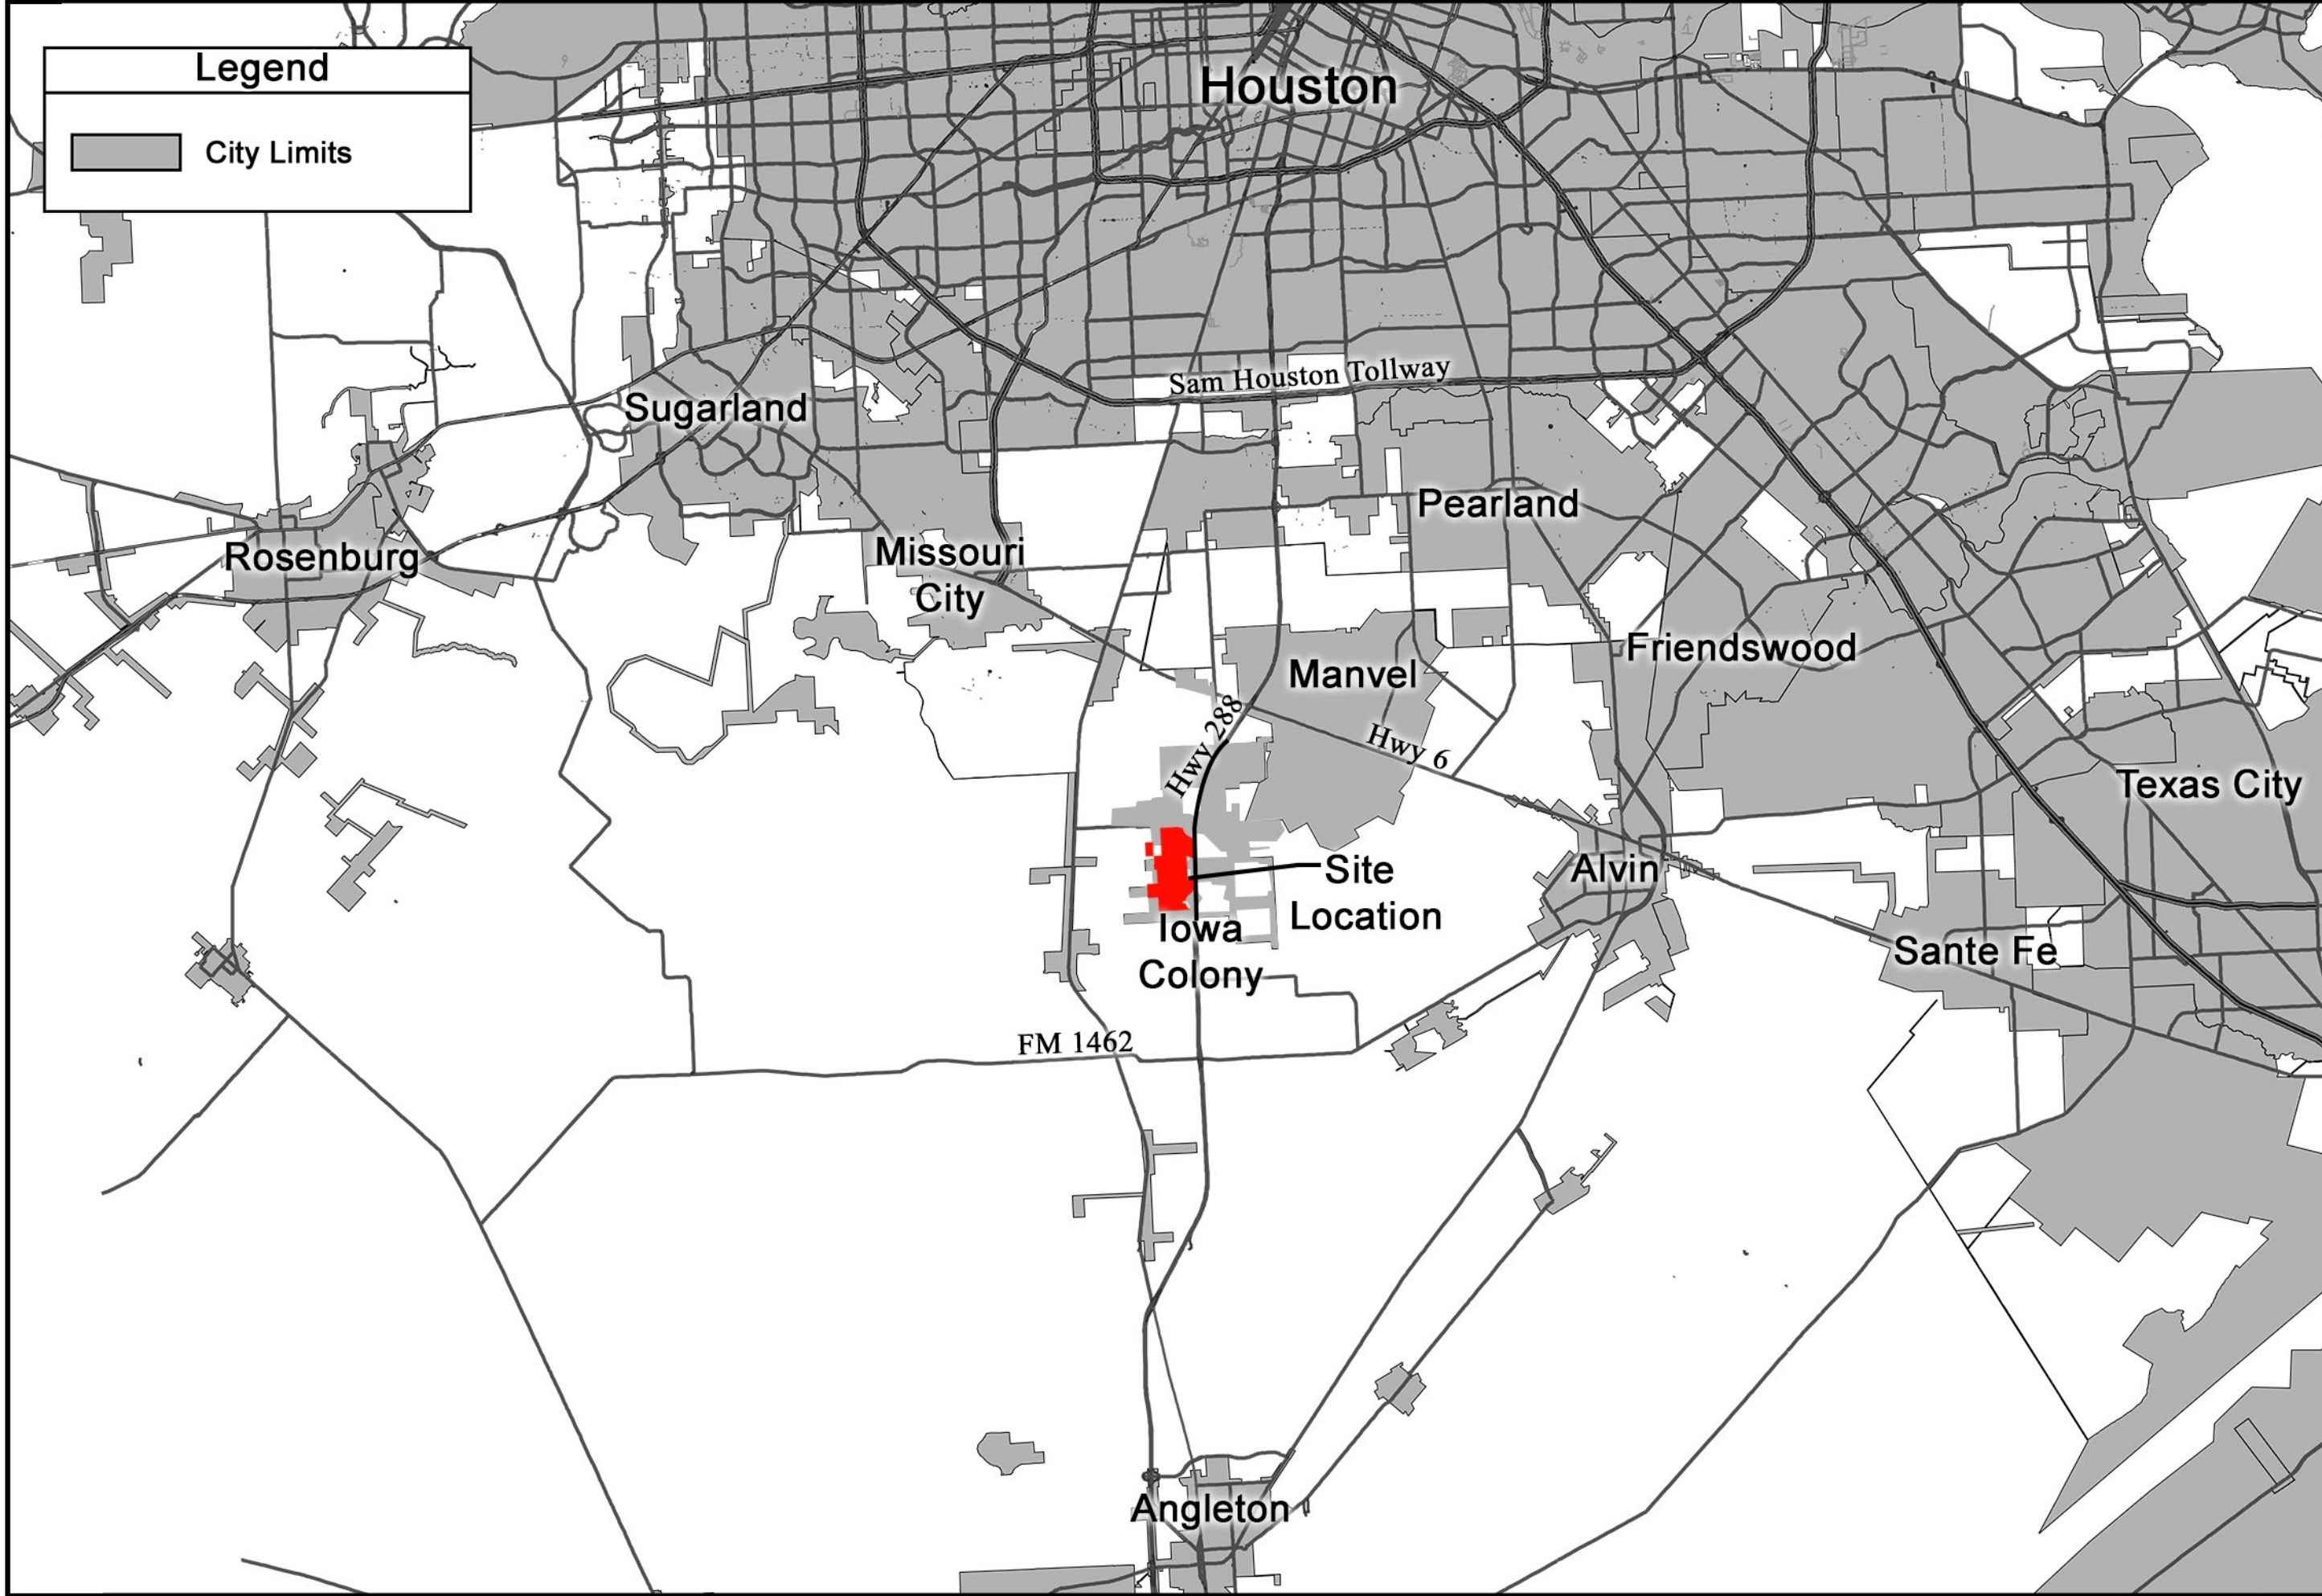 Legend
City Limits
Houston
Sam Houston Tollway
Sugarland
Pearland
Rosenburg
Missouri
City
Friendswood
Manvel
Hwy 288
Hwy 6
Texas City
Site
Location
Alvin
Iowa
Colony
Sante Fe
FM 1462
Angleton